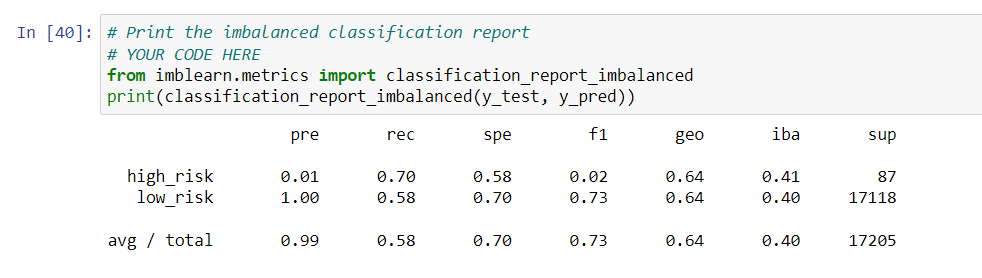 In [40]: # Print the imbalanced classification report
# YOUR CODE HERE
from imblearn.metrics import classification_report_imbalanced
print(classification_report_imbalanced(y_test, y_pred))
pre rec spe f1 geo iba sup
high_risk 0.01 0.70 0.58 0.02 0.64 0.41 87
low_risk 1.00 0.58 0.70 0.73 0.64 0.40 17118
avg / total 0.99 0.58 0.70 0.73 0.64 0.40 17205